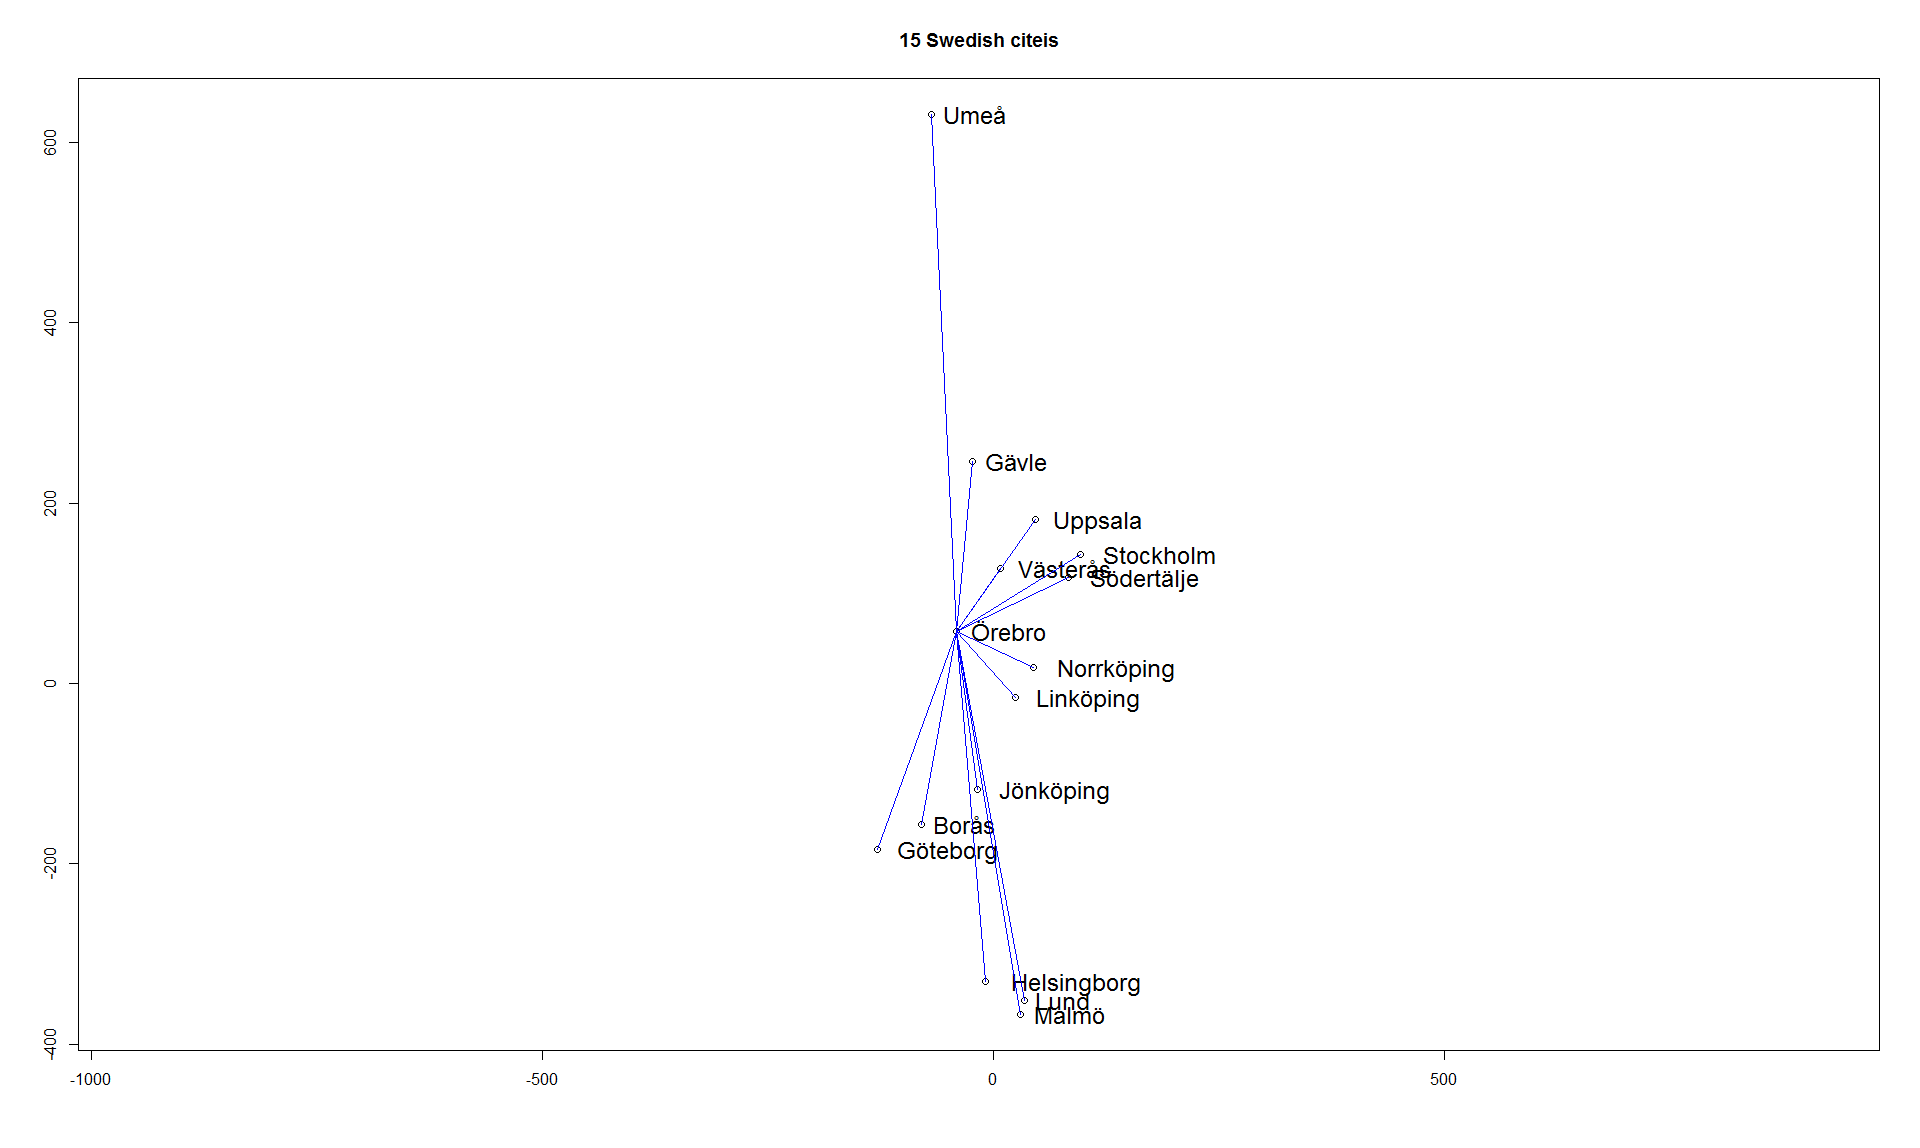 15 Swedish citeis
600
400
200
0
-200
-400
Umeå
Gävle
Uppsala
Stockholm
Västerås
Södertälje
Örebro
Norrköping
Linköping
Jönköping
Borås
Göteborg
Helsingborg
Lund
Malmö
-1000 -500 0 500